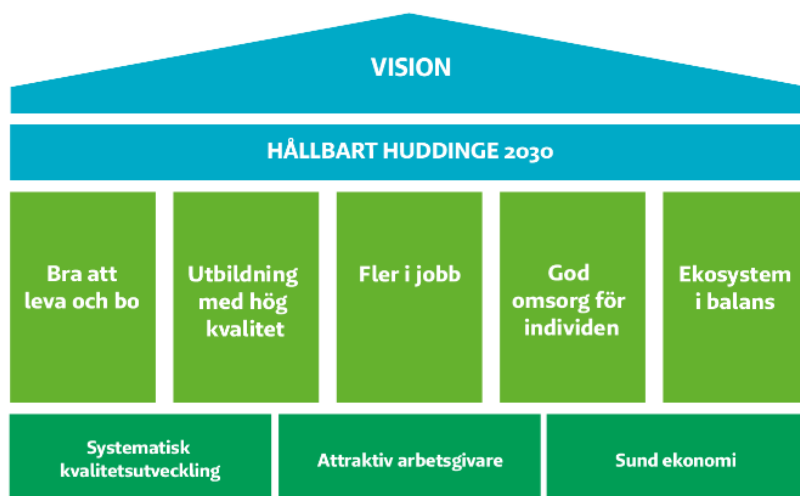 VISION
HÅLLBART HUDDINGE 2030
Bra att
leva och bo
Utbildning
med hög
kvalitet
Fler i jobb
God
omsorg för
individen
Ekosystem
i balans
Systematisk
kvalitetsutveckling
Attraktiv arbetsgivare
Sund ekonomi